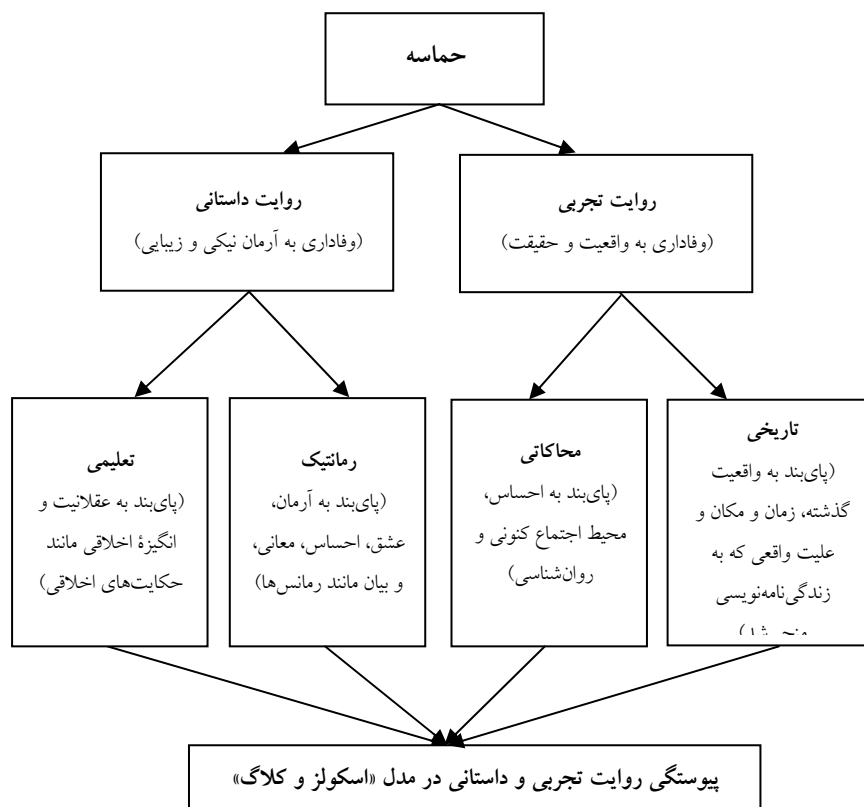 حماسه
روایت تجربی
(وفاداری به واقعیت و حقیقت)
روایت داستانی
(وفاداری به آرمان نیکی و زیبایی)
تاریخی
(پای‌بند به واقعیت
گذشته، زمان و مکان و
علیت واقعی که به
زندگی‌نامه‌نویسی
محاکاتی
(پای‌بند به احساس،
محیط اجتماع کنونی و
روان‌شناسی)
رمانتیک
(پای‌بند به آرمان،
عشق، احساس، معانی،
و بیان مانند رمانس‌ها)
تعلیمی
(پای‌بند به عقلانیت و
انگیزهٔ اخلاقی مانند
حکایت‌های اخلاقی)
پیوستگی روایت تجربی و داستانی در مدل «اسکولز و کلاگ»